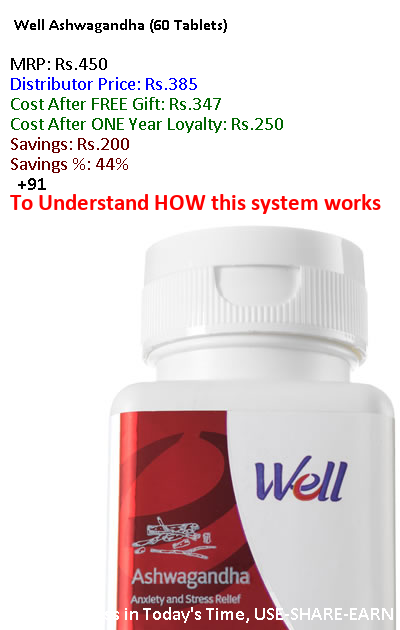 Well Ashwagandha (60 Tablets)
MRP: Rs.450
Distributor Price: Rs.385
Cost After FREE Gift: Rs.347
Cost After ONE Year Loyalty: Rs.250
Savings: Rs.200
Savings %: 44%
+91
To Understand HOW this system works
Well
Ashwagandha
Anxiety and Stress Relief
in Today's Time, USE-SHARE-EARN